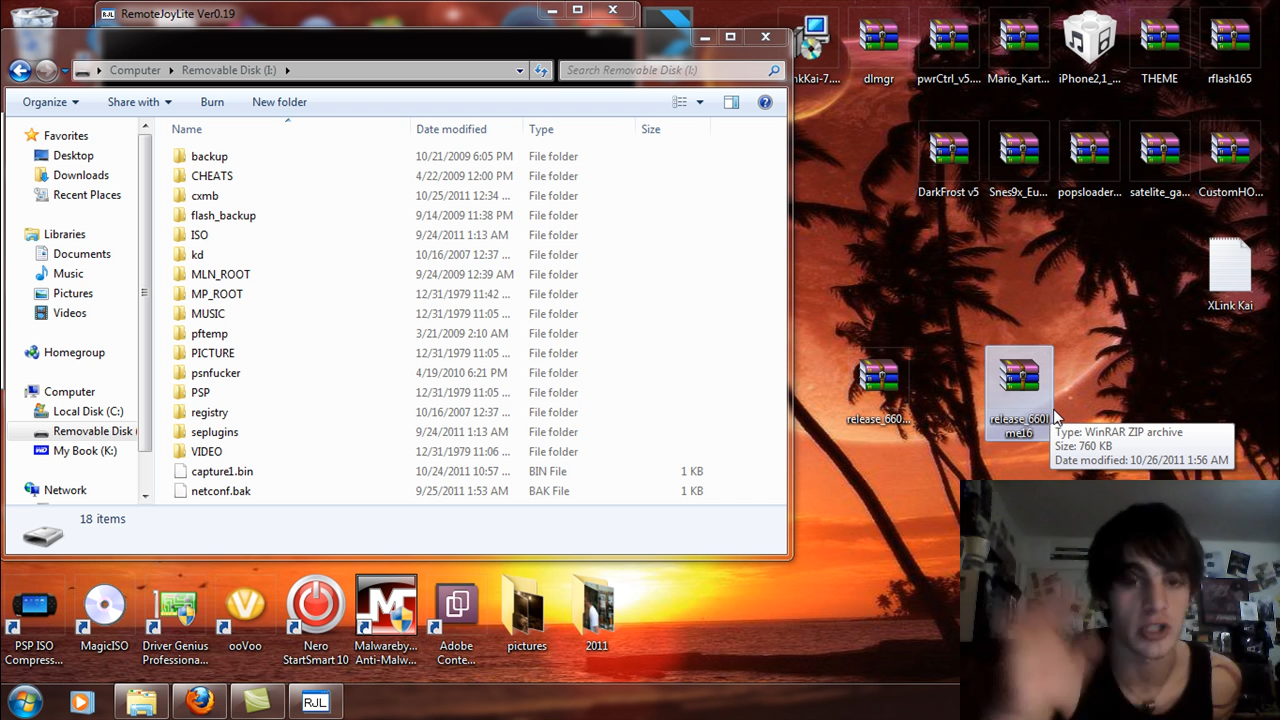 RemoteJoyLite Ver0.19
RJL
Computer
Removable Disk (I:)
Search Removable Disk (I:)
Organize
Share with
Burn
New folder
Favorites
Desktop
Downloads
Recent Places
Libraries
Documents
Music
Pictures
Videos
Homegroup
Computer
Local Disk (C:)
Removable Disk
My Book (K:)
Network
Name Date modified Type Size
backup 10/21/2009 6:05 PM File folder
CHEATS 4/22/2009 12:00 PM File folder
cxmb 10/25/2011 12:34 ... File folder
flash_backup 9/14/2009 11:38 PM File folder
ISO 9/24/2011 1:13 AM File folder
kd 10/16/2007 12:37 ... File folder
MLN_ROOT 9/24/2009 12:39 AM File folder
MP_ROOT 12/31/1979 11:42 ... File folder
MUSIC 12/31/1979 11:05 ... File folder
pftemp 3/21/2009 2:10 AM File folder
PICTURE 12/31/1979 11:05 ... File folder
psnfucker 4/19/2010 6:21 PM File folder
PSP 12/31/1979 11:05 ... File folder
registry 10/16/2007 12:37 ... File folder
seplugins 9/24/2011 1:13 AM File folder
VIDEO 12/31/1979 11:05 ... File folder
capture1.bin 10/24/2011 10:57 ... BIN File 1 KB
netconf.bak 9/25/2011 1:53 AM BAK File 1 KB
18 items
nkKai-7....
dlmgr
pwrCtrl_v5....
Mario_Kart...
iPhone2,1_...
THEME
rflash165
DarkFrost v5
Snes9x_Eu...
popsloader...
satelite_ga...
CustomHO...
XLink Kai
release_660...
release_660l
me16
Type: WinRAR ZIP archive
Size: 760 KB
Date modified: 10/26/2011 1:56 AM
PSP ISO
Compress...
MagicISO
Driver Genius
Professiona...
ooVoo
Nero
StartSmart 10
Malwareby...
Anti-Malw...
Adobe
Conte...
pictures
2011
RJL